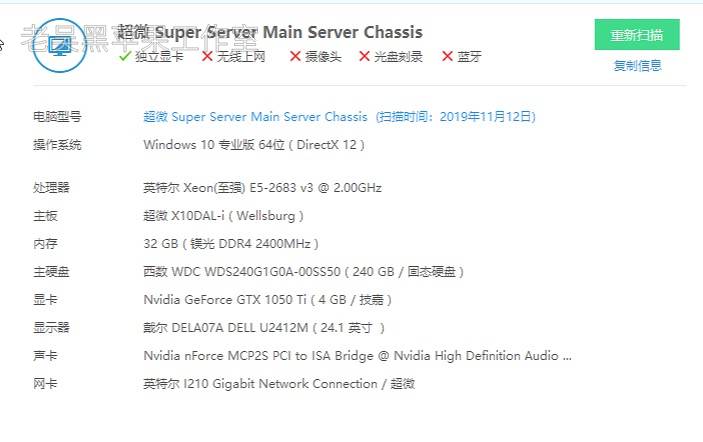 老吴黑苹果工作室
超微 Super Server Main Server Chassis
重新扫描
独立显卡 无线上网 摄像头 光盘刻录 蓝牙
复制信息
电脑型号 超微 Super Server Main Server Chassis (扫描时间：2019年11月12日)
操作系统 Windows 10 专业版 64位 ( DirectX 12 )
处理器 英特尔 Xeon(至强) E5-2683 v3 @ 2.00GHz
主板 超微 X10DAL-i ( Wellsburg )
内存 32 GB ( 镁光 DDR4 2400MHz )
主硬盘 西数 WDC WDS240G1G0A-00SS50 ( 240 GB / 固态硬盘 )
显卡 Nvidia GeForce GTX 1050 Ti ( 4 GB / 技嘉 )
显示器 戴尔 DELA07A DELL U2412M ( 24.1 英寸 )
声卡 Nvidia nForce MCP2S PCI to ISA Bridge @ Nvidia High Definition Audio ...
网卡 英特尔 I210 Gigabit Network Connection / 超微